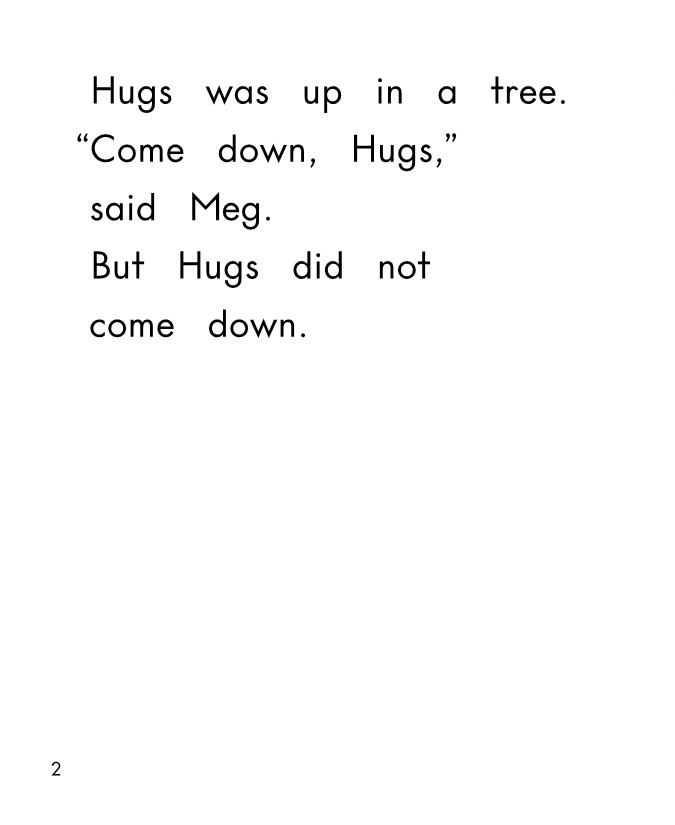 Hugs was up in a tree.
“Come down, Hugs,”
said Meg.
But Hugs did not
come down.
2